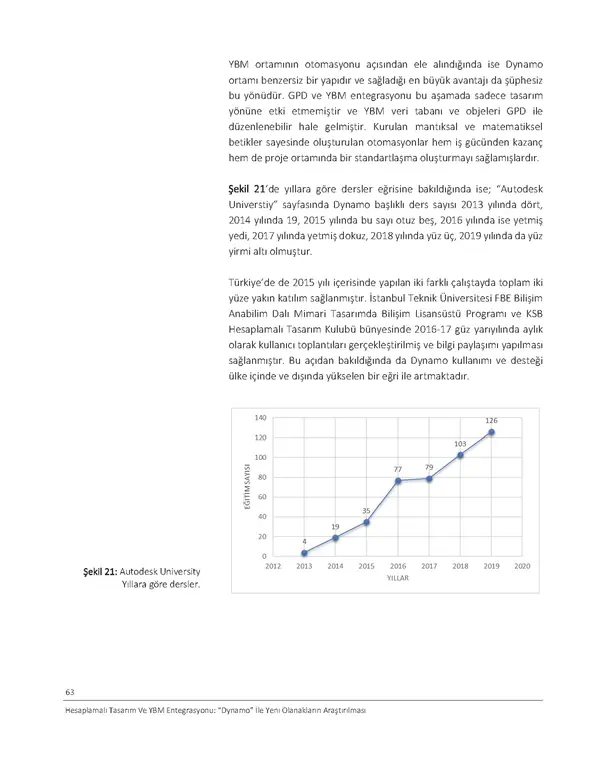 YBM ortamının otomasyonu açısından ele alındığında ise Dynamo
ortamı benzersiz bir yapıdır ve sağladığı en büyük avantajı da şüphesiz
bu yönüdür. GPD ve YBM entegrasyonu bu aşamada sadece tasarım
yönüne etki etmemiştir ve YBM veri tabanı ve objeleri GPD ile
düzenlenebilir hale gelmiştir. Kurulan mantıksal ve matematiksel
betikler sayesinde oluşturulan otomasyonlar hem iş gücünden kazanç
hem de proje ortamında bir standartlaşma oluşturmayı sağlamışlardır.
Şekil 21'de yıllara göre dersler eğrisine bakıldığında ise; "Autodesk
Universtiy" sayfasında Dynamo başlıklı ders sayısı 2013 yılında dört,
2014 yılında 19, 2015 yılında bu sayı otuz beş, 2016 yılında ise yetmiş
yedi, 2017 yılında yetmiş dokuz, 2018 yılında yüz üç, 2019 yılında da yüz
yirmi altı olmuştur.
Türkiye'de de 2015 yılı içerisinde yapılan iki farklı çalıştayda toplam iki
yüze yakın katılım sağlanmıştır. İstanbul Teknik Üniversitesi FBE Bilişim
Anabilim Dalı Mimari Tasarımda Bilişim Lisansüstü Programı ve KSB
Hesaplamalı Tasarım Kulubü bünyesinde 2016-17 güz yarıyılında aylık
olarak kullanıcı toplantıları gerçekleştirilmiş ve bilgi paylaşımı yapılması
sağlanmıştır. Bu açıdan bakıldığında da Dynamo kullanımı ve desteği
ülke içinde ve dışında yükselen bir eğri ile artmaktadır.
140
120
100
80
60
40
20
0
EĞİTİM SAYISI
4
19
35
77
79
103
126
2012 2013 2014 2015 2016 2017 2018 2019 2020
YILLAR
Şekil 21: Autodesk University
Yıllara göre dersler.
63
Hesaplamalı Tasarım Ve YBM Entegrasyonu: "Dynamo" ile Yeni Olanakların Araştırılması